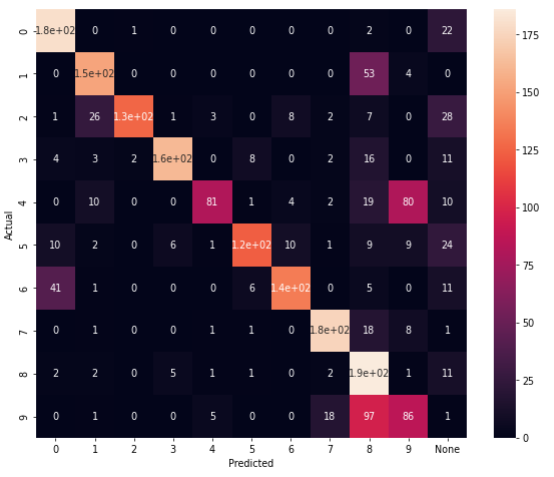 0 1.8e+02 0 1 0 0 0 0 0 2 0 22
1 0 1.5e+02 0 0 0 0 0 0 53 4 0
2 1 26 1.3e+02 1 3 0 8 2 7 0 28
3 4 3 2 1.6e+02 0 8 0 2 16 0 11
4 0 10 0 0 81 1 4 2 19 80 10
5 10 2 0 6 1 1.2e+02 10 1 9 9 24
6 41 1 0 0 0 6 1.4e+02 0 5 0 11
7 0 1 0 0 1 1 0 1.8e+02 18 8 1
8 2 2 0 5 1 1 0 2 1.9e+02 1 11
9 0 1 0 0 5 0 0 18 97 86 1
0 1 2 3 4 5 6 7 8 9 None
Predicted
Actual
175
150
125
100
75
50
25
0